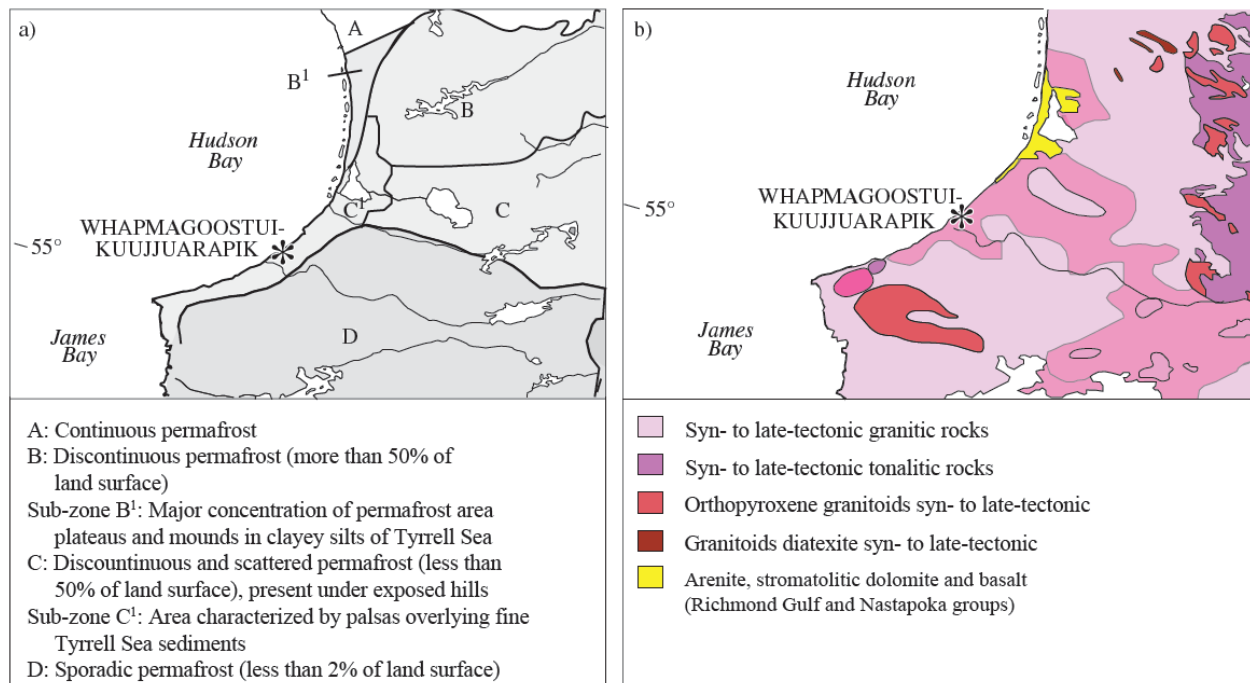 a)
A
B¹
B
Hudson
Bay
C¹
C
WHAPMAGOOSTUI-
KUUJJUARAPIK
55°
D
James
Bay
A: Continuous permafrost
B: Discontinuous permafrost (more than 50% of
land surface)
Sub-zone B¹: Major concentration of permafrost area
plateaus and mounds in clayey silts of Tyrrell Sea
C: Discountinuous and scattered permafrost (less than
50% of land surface), present under exposed hills
Sub-zone C¹: Area characterized by palsas overlying fine
Tyrrell Sea sediments
D: Sporadic permafrost (less than 2% of land surface)
b)
Hudson
Bay
WHAPMAGOOSTUI-
KUUJJUARAPIK
55°
James
Bay
Syn- to late-tectonic granitic rocks
Syn- to late-tectonic tonalitic rocks
Orthopyroxene granitoids syn- to late-tectonic
Granitoids diatexite syn- to late-tectonic
Arenite, stromatolitic dolomite and basalt
(Richmond Gulf and Nastapoka groups)